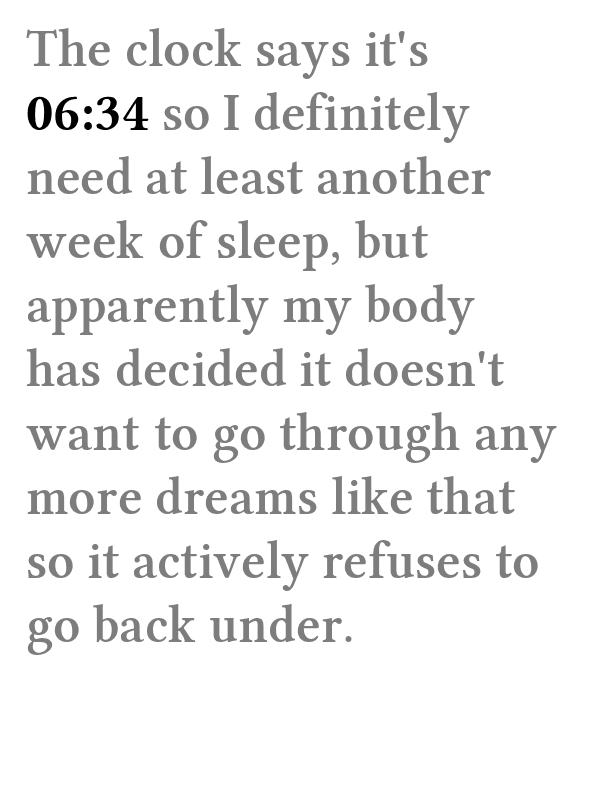 The clock says it's
06:34 so I definitely
need at least another
week of sleep, but
apparently my body
has decided it doesn't
want to go through any
more dreams like that
so it actively refuses to
go back under.